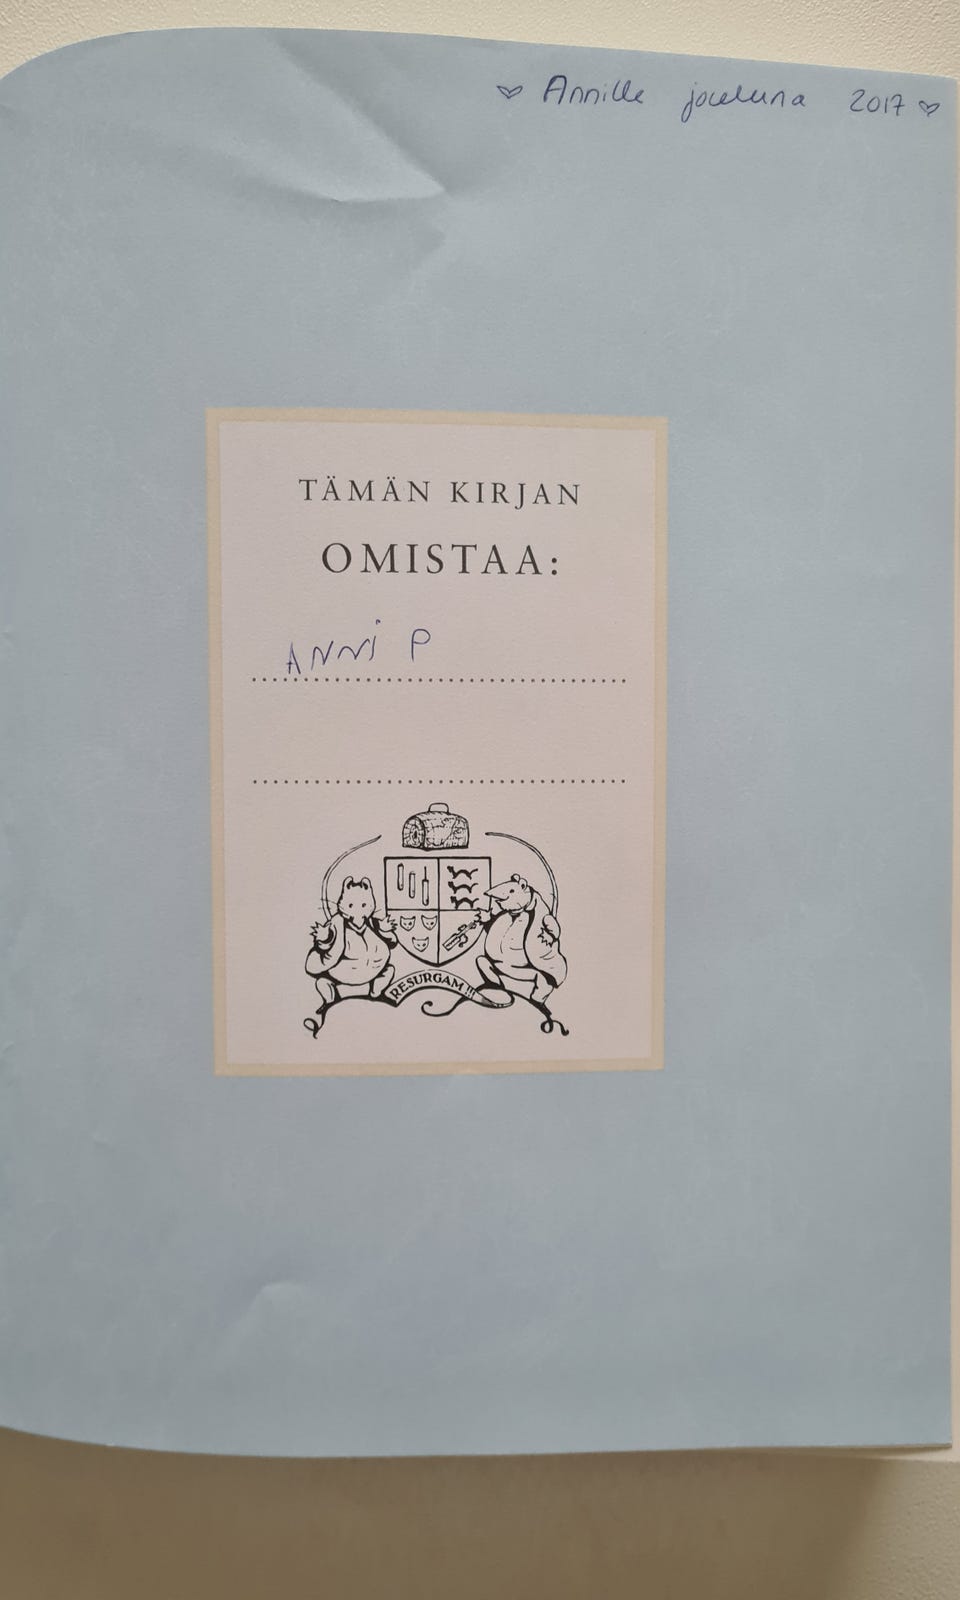 ♡ Annille jouluna 2017 ♡
TÄMÄN KIRJAN
OMISTAA:
ANNi P
RESURGAM!!!